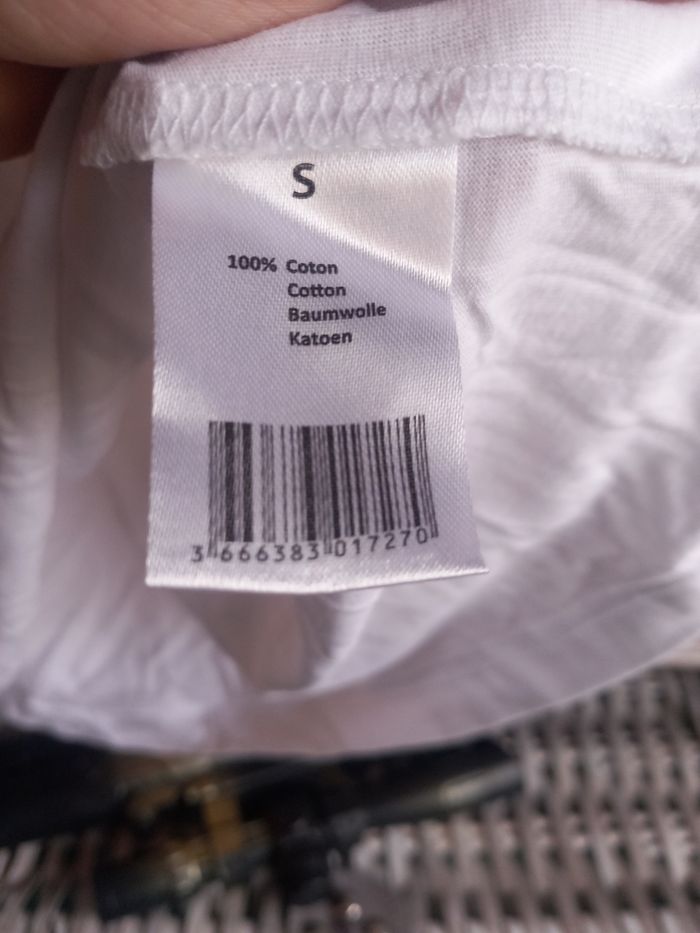 S
100% Coton
Cotton
Baumwolle
Katoen
3 666383 017270